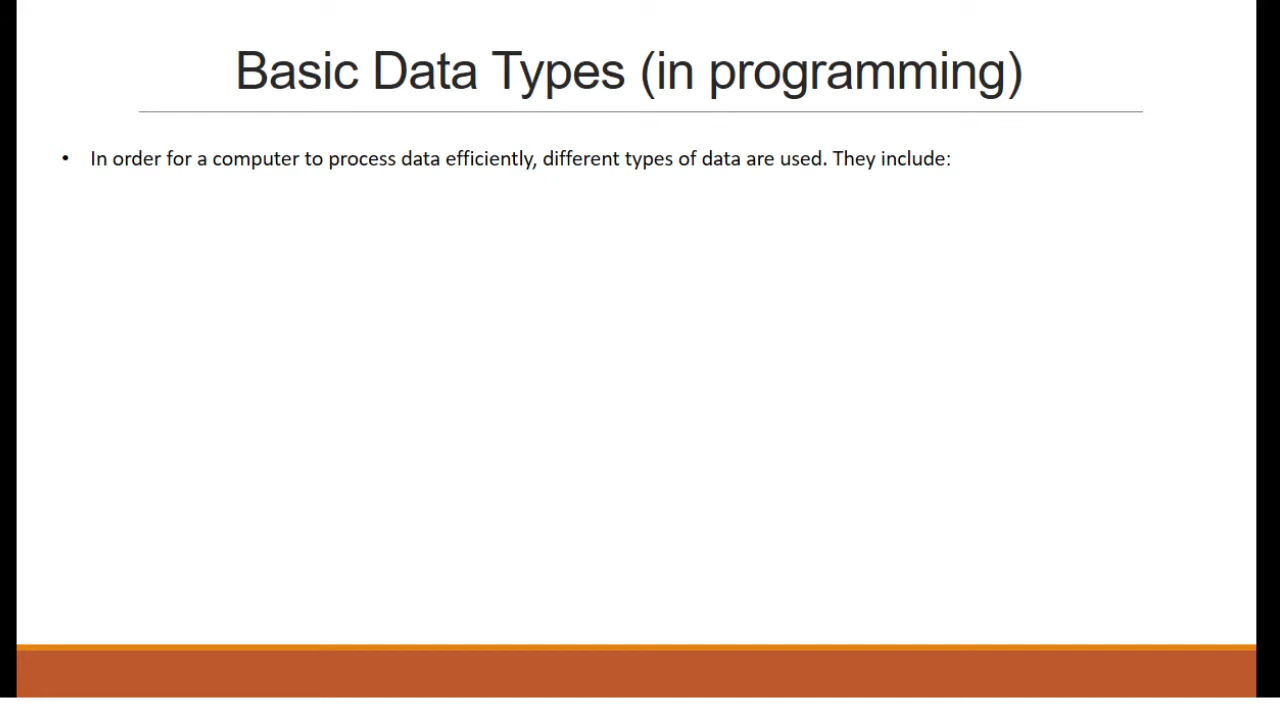 Basic Data Types (in programming)
• In order for a computer to process data efficiently, different types of data are used. They include: